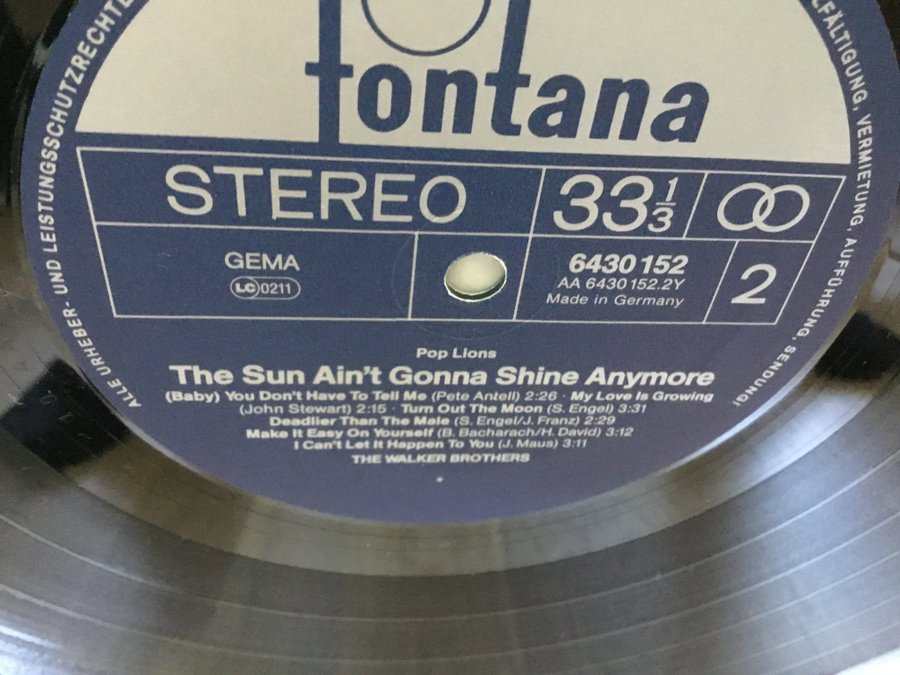 fontana
STEREO
33 1/3
GEMA
LC 0211
6430 152
AA 6430 152.2Y
Made in Germany
2
Pop Lions
The Sun Ain't Gonna Shine Anymore
(Baby) You Don't Have To Tell Me (Pete Antell) 2:26 · My Love Is Growing
(John Stewart) 2:15 · Turn Out The Moon (S. Engel) 3:31
Deadlier Than The Male (S. Engel/J. Franz) 2:29
Make It Easy On Yourself (B. Bacharach/H. David) 3:12
I Can't Let It Happen To You (J. Maus) 3:11
THE WALKER BROTHERS
ALLE URHEBER- UND LEISTUNGSSCHUTZRECHTE
LFÄLTIGUNG, VERMIETUNG, AUFFÜHRUNG, SENDUNG!